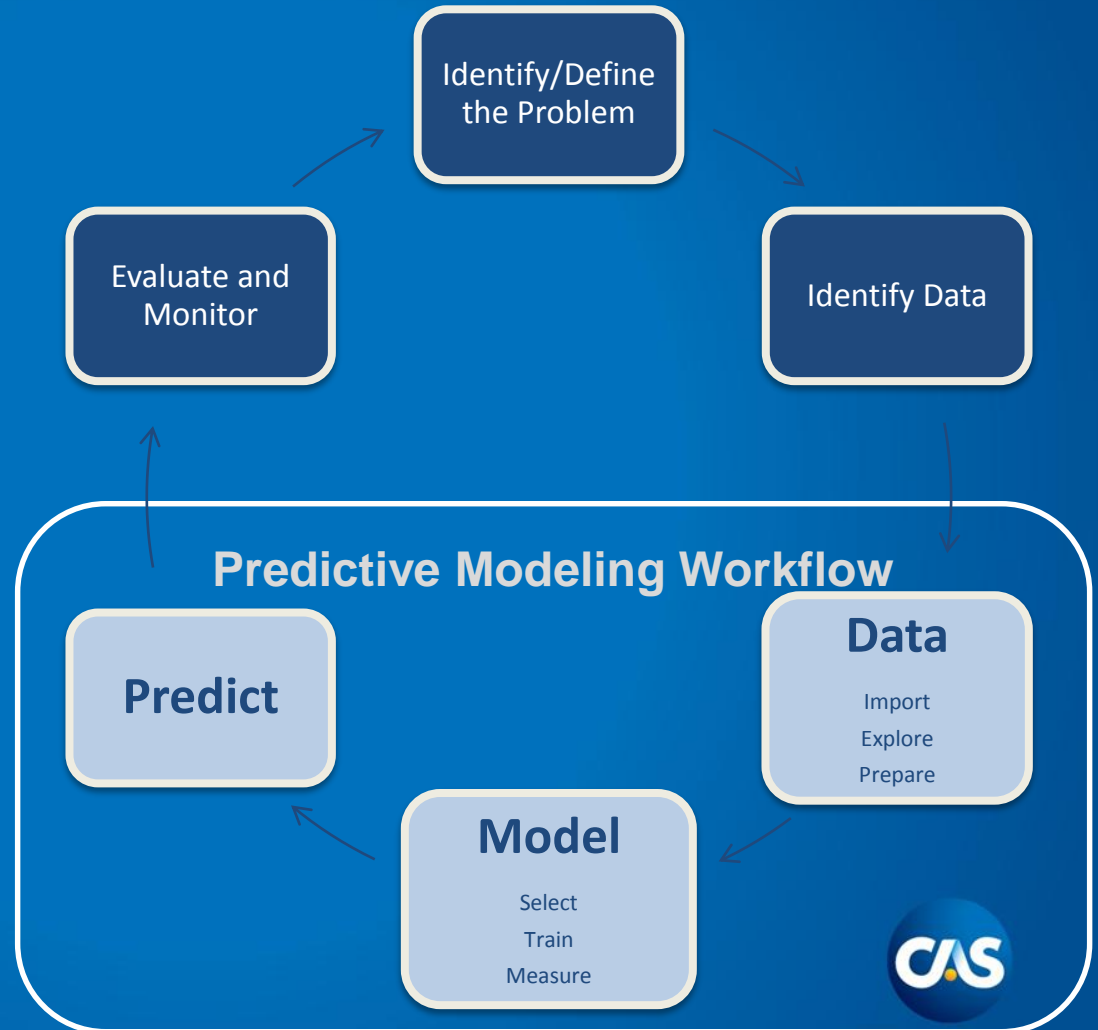 Identify/Define
the Problem
Evaluate and
Monitor
Identify Data
Predictive Modeling Workflow
Predict
Data
Import
Explore
Prepare
Model
Select
Train
Measure
CAS